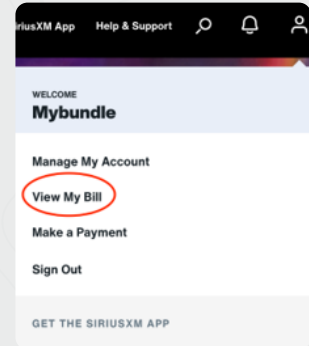 iriusXM App Help & Support
WELCOME
Mybundle
Manage My Account
View My Bill
Make a Payment
Sign Out
GET THE SIRIUSXM APP